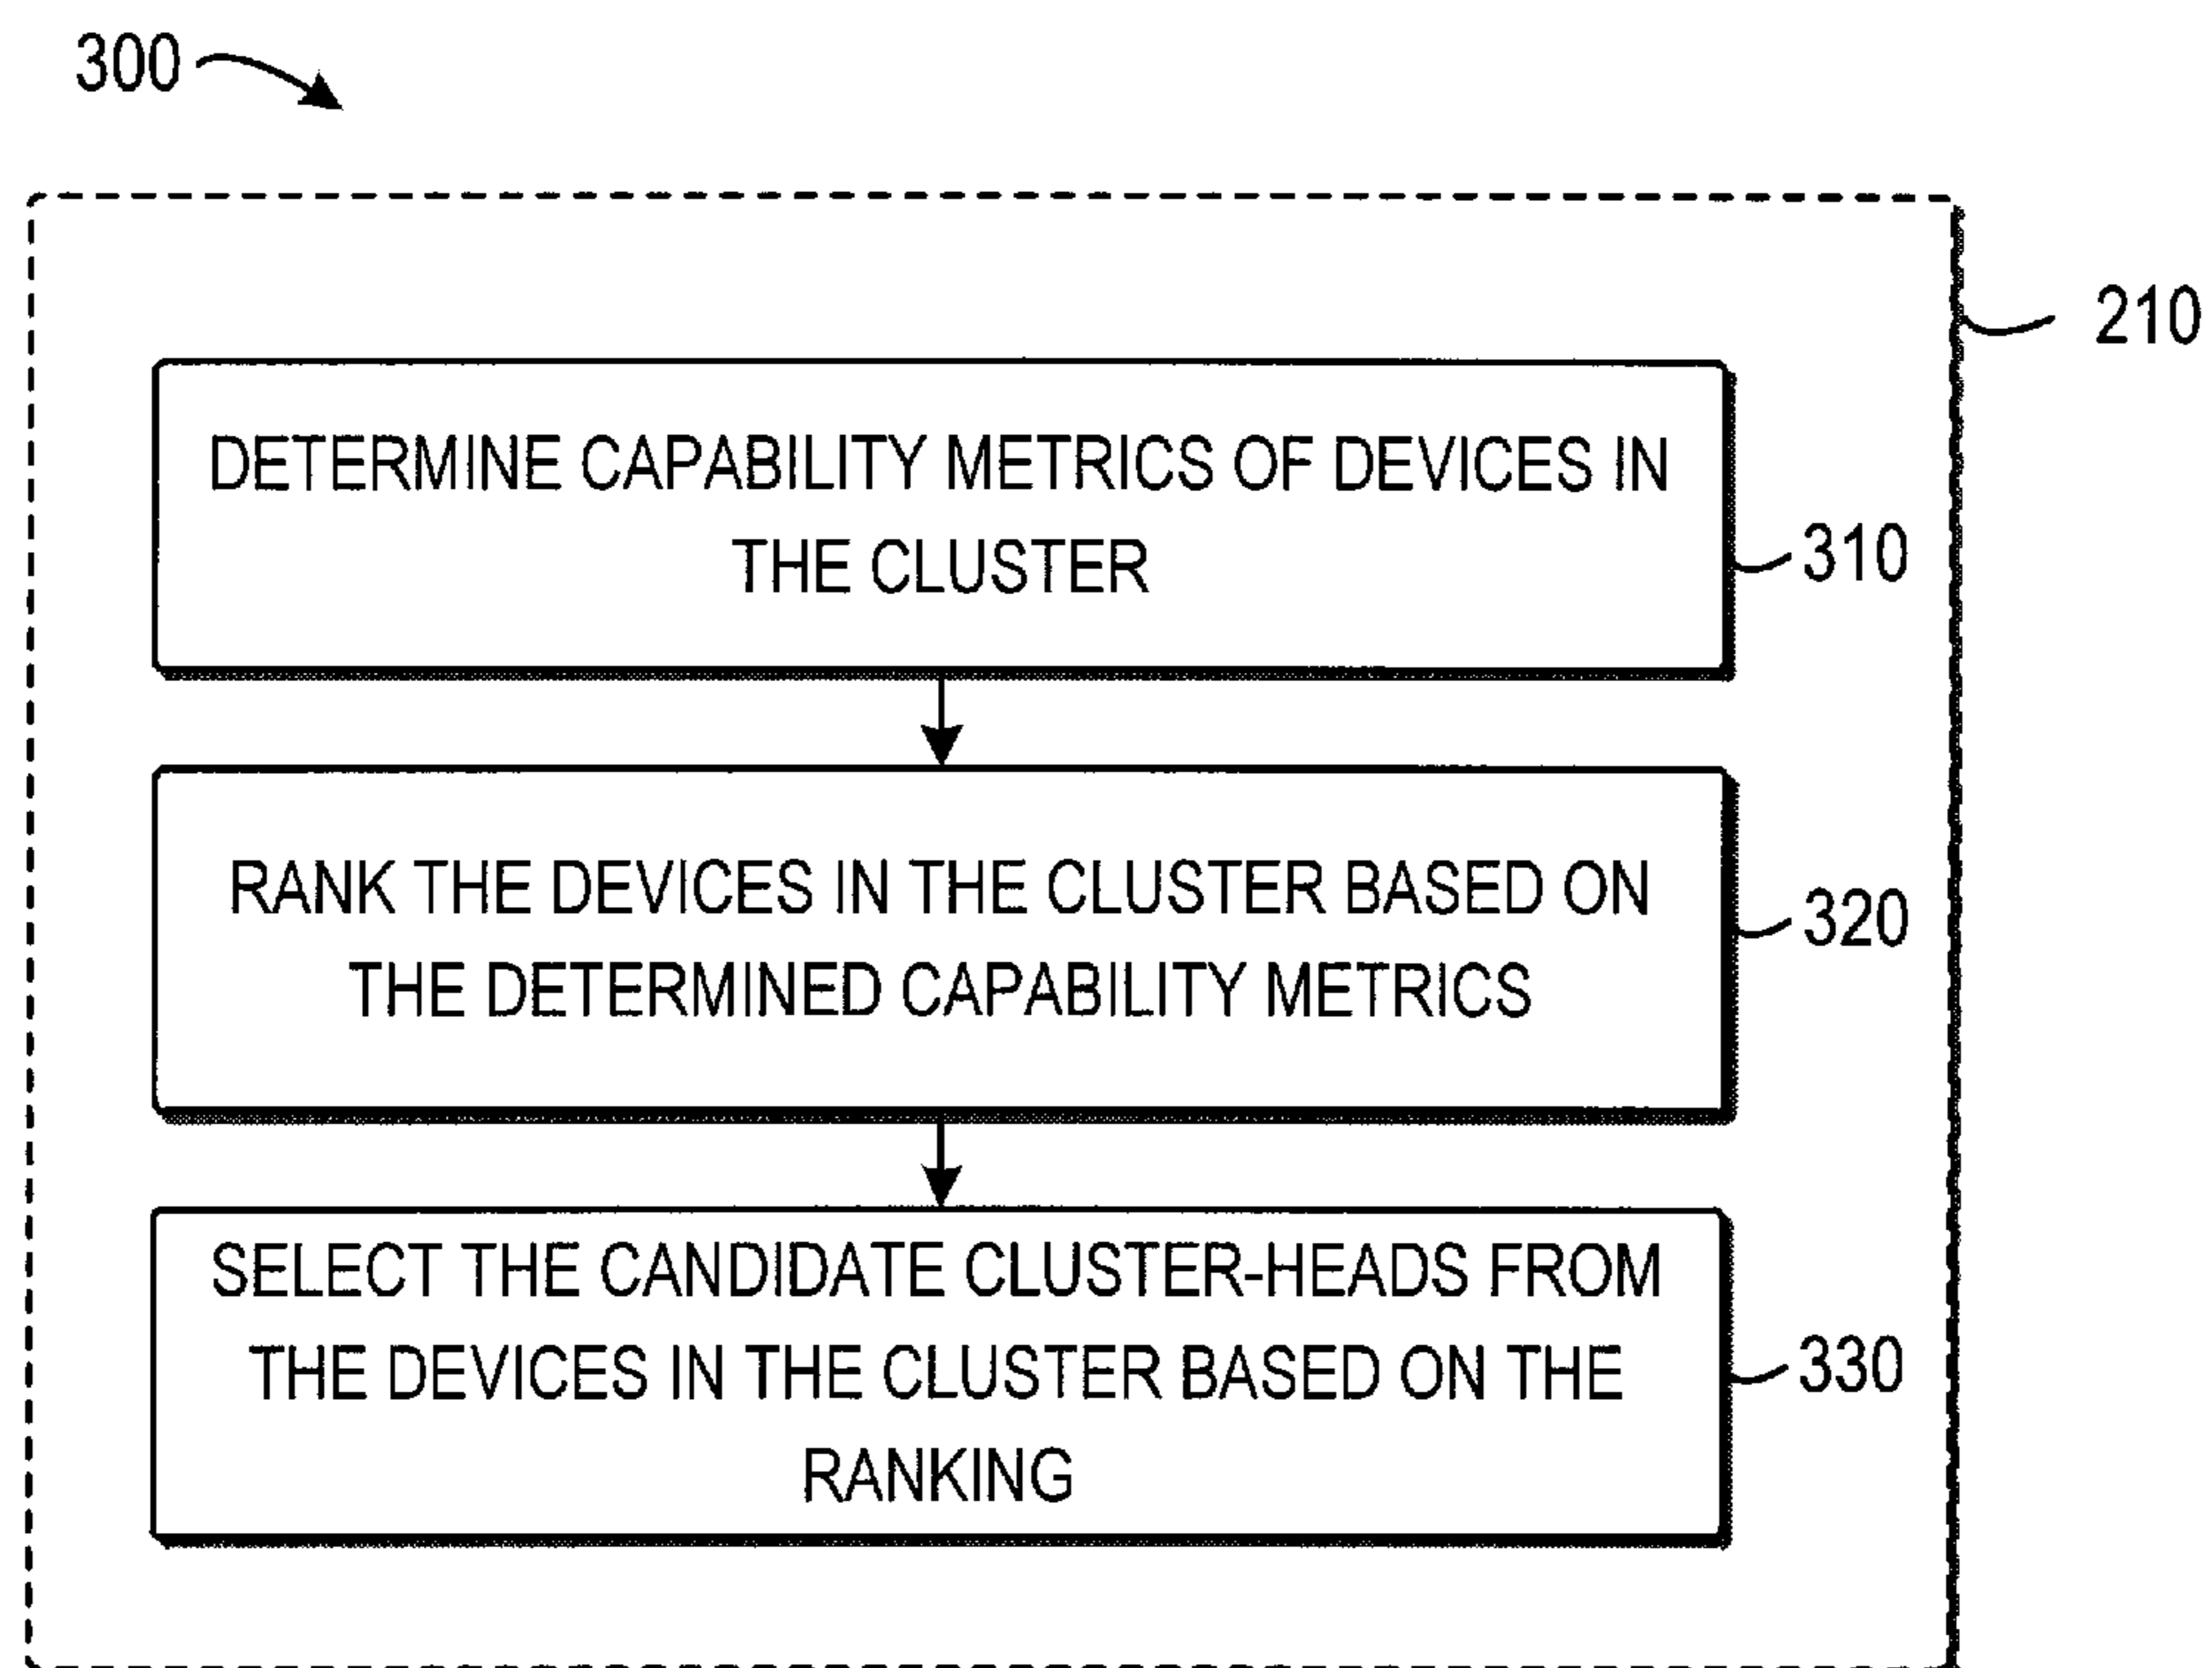 300
210
DETERMINE CAPABILITY METRICS OF DEVICES IN
THE CLUSTER
310
RANK THE DEVICES IN THE CLUSTER BASED ON
THE DETERMINED CAPABILITY METRICS
320
SELECT THE CANDIDATE CLUSTER-HEADS FROM
THE DEVICES IN THE CLUSTER BASED ON THE
RANKING
330